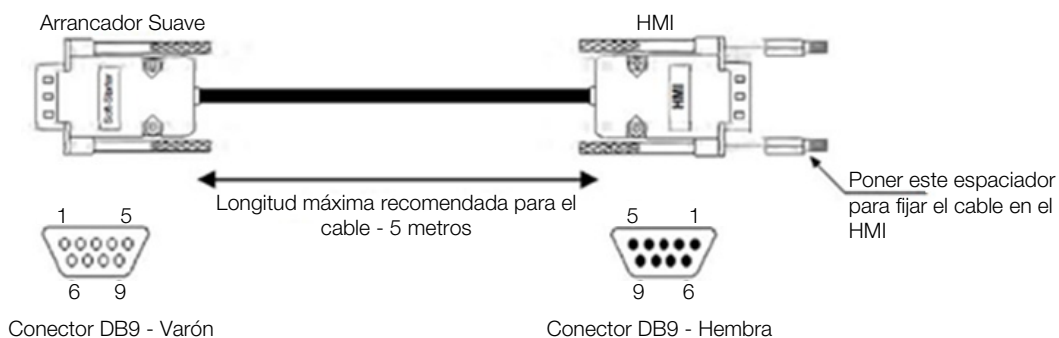 Arrancador Suave
HMI
Soft-Starter
HMI
Longitud máxima recomendada para el
cable - 5 metros
Poner este espaciador
para fijar el cable en el
HMI
1 5
6 9
Conector DB9 - Varón
5 1
9 6
Conector DB9 - Hembra